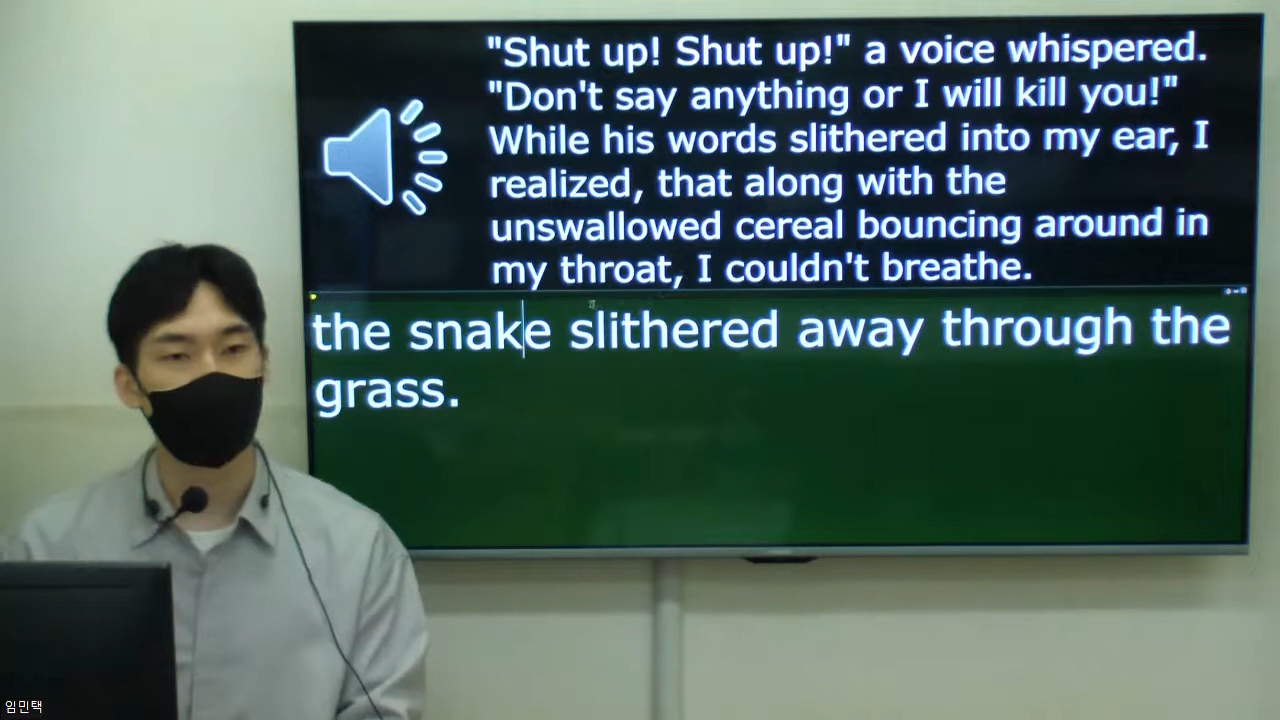 "Shut up! Shut up!" a voice whispered.
"Don't say anything or I will kill you!"
While his words slithered into my ear, I
realized, that along with the
unswallowed cereal bouncing around in
my throat, I couldn't breathe.
the snake slithered away through the
grass.
임민택